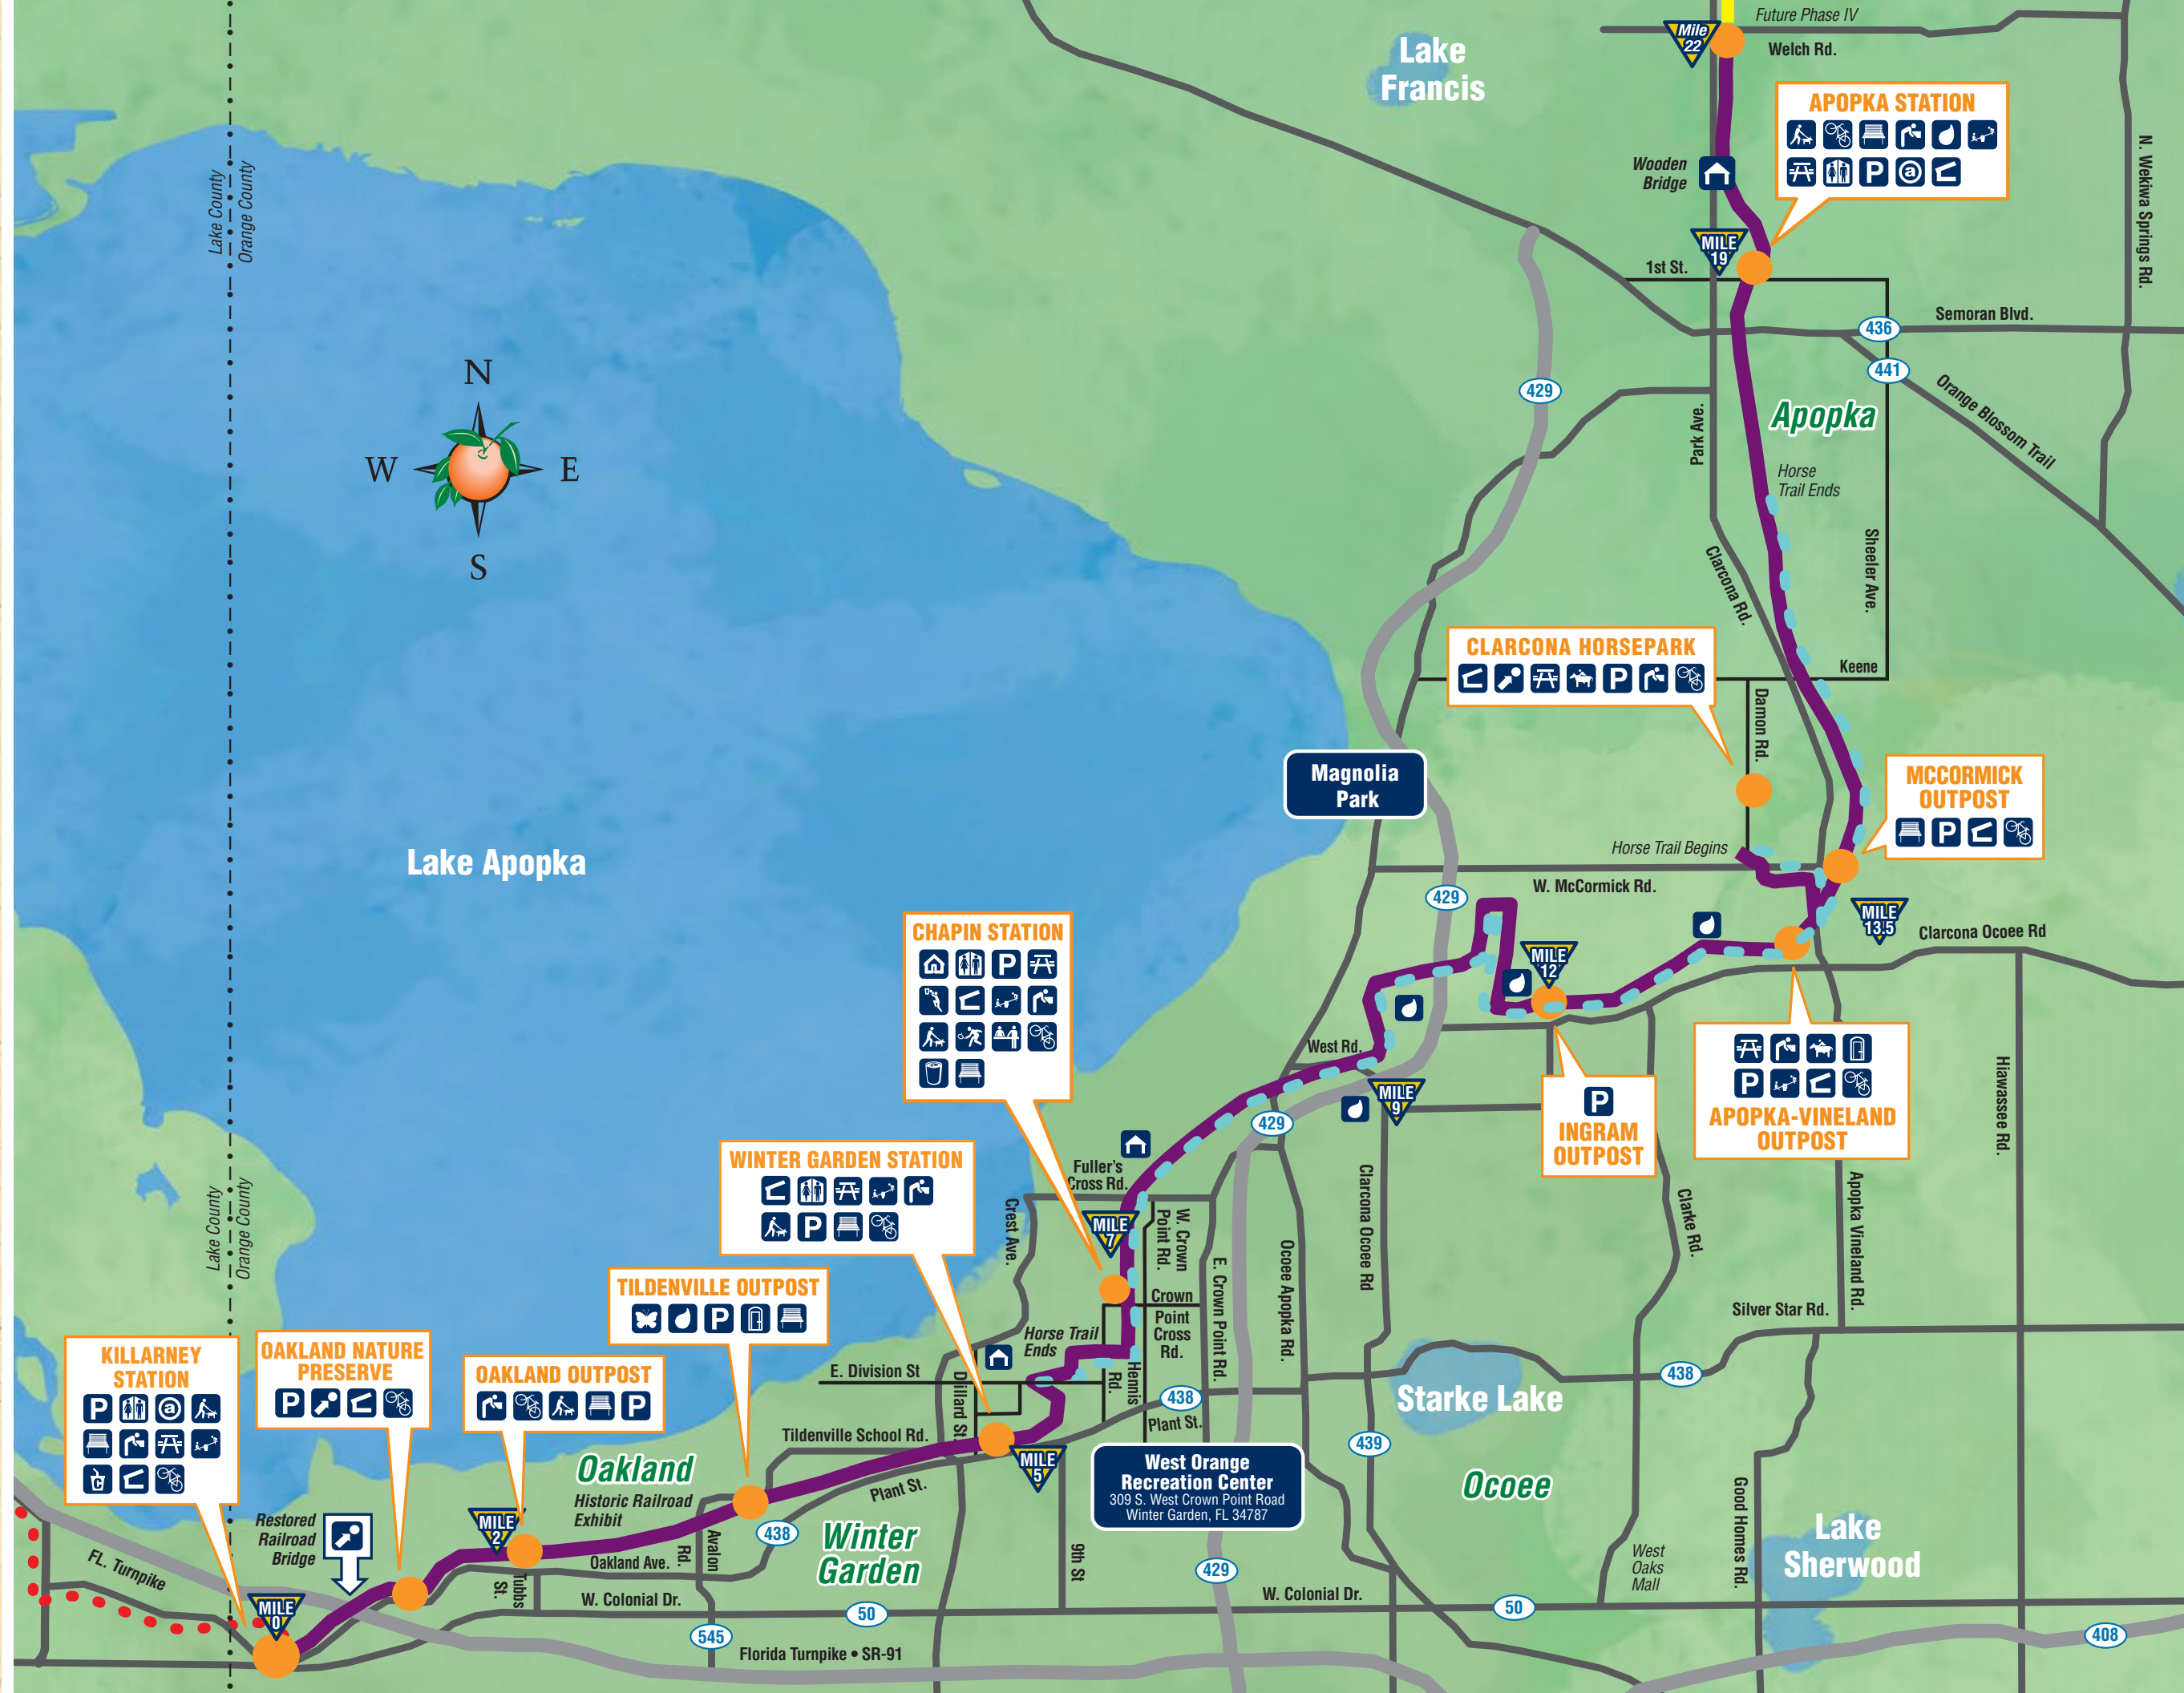 Future Phase IV
Mile
22
Welch Rd.
Lake
Francis
APOPKA STATION
P
@
Wooden
Bridge
N. Wekiwa Springs Rd.
Lake County
Orange County
MILE
19
1st St.
436
Semoran Blvd.
441
429
Orange Blossom Trail
Park Ave.
Apopka
N
W
E
S
Horse
Trail Ends
Sheeler Ave.
Clarcona Rd.
CLARCONA HORSEPARK
P
Keene
Damon Rd.
Magnolia
Park
MCCORMICK
OUTPOST
P
Horse Trail Begins
Lake Apopka
W. McCormick Rd.
429
MILE
13.5
Clarcona Ocoee Rd
CHAPIN STATION
P
MILE
12
West Rd.
MILE
9
429
P
INGRAM
OUTPOST
P
APOPKA-VINELAND
OUTPOST
Hiawasse Rd.
WINTER GARDEN STATION
P
Fuller's
Cross Rd.
Crest Ave.
MILE
7
W. Crown
Point Rd.
E. Crown Point Rd.
Ocoee Apopka Rd.
Clarcona Ocoee Rd
Clarke Rd.
Apopka Vineland Rd.
Lake County
Orange County
TILDENVILLE OUTPOST
P
Crown
Point
Cross
Rd.
Silver Star Rd.
Horse Trail
Ends
KILLARNEY
STATION
P
@
OAKLAND NATURE
PRESERVE
P
OAKLAND OUTPOST
P
E. Division St
Dillard St.
Hennis
Rd.
438
438
Starke Lake
Plant St.
Tildenville School Rd.
MILE
5
West Orange
Recreation Center
309 S. West Crown Point Road
Winter Garden, FL 34787
439
Ocoee
Oakland
Historic Railroad
Exhibit
Plant St.
Restored
Railroad
Bridge
MILE
2
438
Winter
Garden
Avalon
Rd.
Oakland Ave.
Tubbs
St.
9th St
429
West
Oaks
Mall
Good Homes Rd.
Lake
Sherwood
FL. Turnpike
MILE
0
W. Colonial Dr.
50
W. Colonial Dr.
50
545
Florida Turnpike • SR-91
408